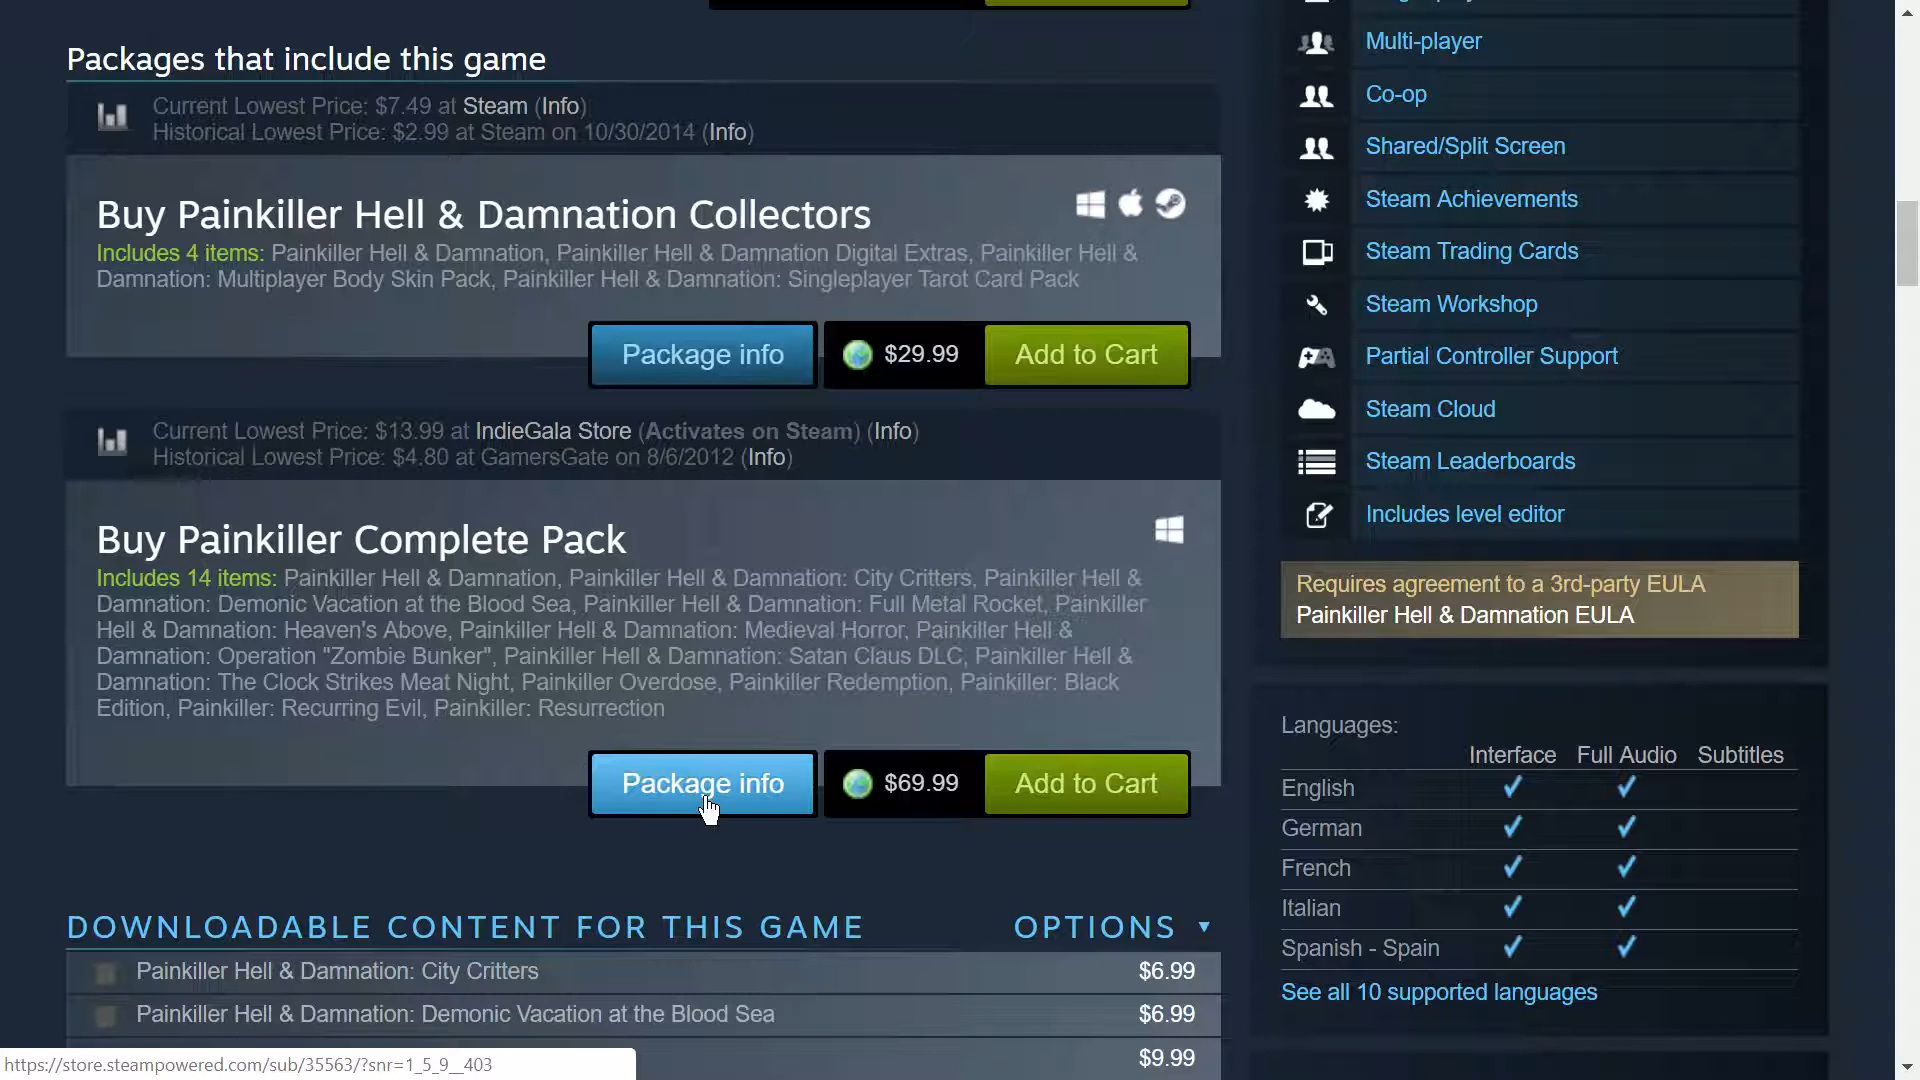 Packages that include this game
Current Lowest Price: $7.49 at Steam (Info)
Historical Lowest Price: $2.99 at Steam on 10/30/2014 (Info)
Buy Painkiller Hell & Damnation Collectors
Includes 4 items: Painkiller Hell & Damnation, Painkiller Hell & Damnation Digital Extras, Painkiller Hell &
Damnation: Multiplayer Body Skin Pack, Painkiller Hell & Damnation: Singleplayer Tarot Card Pack
Package info
$29.99
Add to Cart
Current Lowest Price: $13.99 at IndieGala Store (Activates on Steam) (Info)
Historical Lowest Price: $4.80 at GamersGate on 8/6/2012 (Info)
Buy Painkiller Complete Pack
Includes 14 items: Painkiller Hell & Damnation, Painkiller Hell & Damnation: City Critters, Painkiller Hell &
Damnation: Demonic Vacation at the Blood Sea, Painkiller Hell & Damnation: Full Metal Rocket, Painkiller
Hell & Damnation: Heaven's Above, Painkiller Hell & Damnation: Medieval Horror, Painkiller Hell &
Damnation: Operation "Zombie Bunker", Painkiller Hell & Damnation: Satan Claus DLC, Painkiller Hell &
Damnation: The Clock Strikes Meat Night, Painkiller Overdose, Painkiller Redemption, Painkiller: Black
Edition, Painkiller: Recurring Evil, Painkiller: Resurrection
Package info
$69.99
Add to Cart
DOWNLOADABLE CONTENT FOR THIS GAME
OPTIONS
Painkiller Hell & Damnation: City Critters $6.99
Painkiller Hell & Damnation: Demonic Vacation at the Blood Sea $6.99
$9.99
https://store.steampowered.com/sub/35563/?snr=1_5_9__403
Multi-player
Co-op
Shared/Split Screen
Steam Achievements
Steam Trading Cards
Steam Workshop
Partial Controller Support
Steam Cloud
Steam Leaderboards
Includes level editor
Requires agreement to a 3rd-party EULA
Painkiller Hell & Damnation EULA
Languages:
Interface Full Audio Subtitles
English
German
French
Italian
Spanish - Spain
See all 10 supported languages